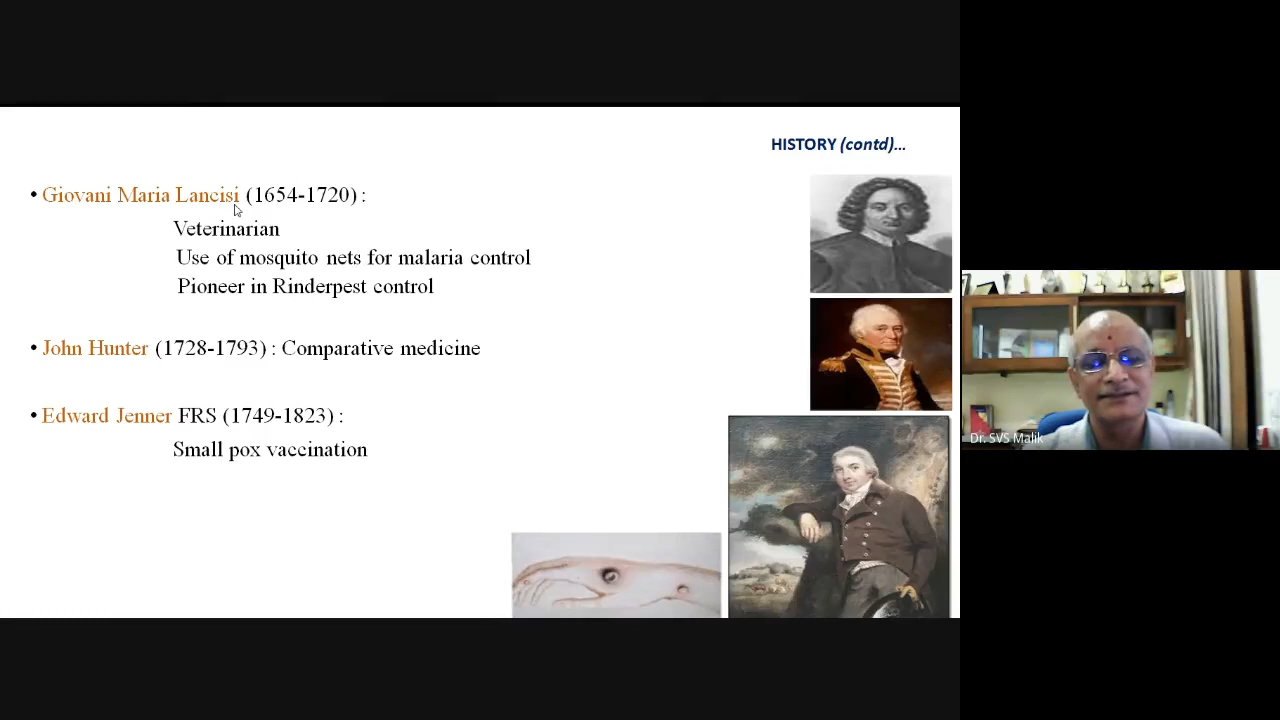 HISTORY (contd)...
• Giovani Maria Lancisi (1654-1720) :
Veterinarian
Use of mosquito nets for malaria control
Pioneer in Rinderpest control
• John Hunter (1728-1793) : Comparative medicine
• Edward Jenner FRS (1749-1823) :
Small pox vaccination
Dr. SVS Malik